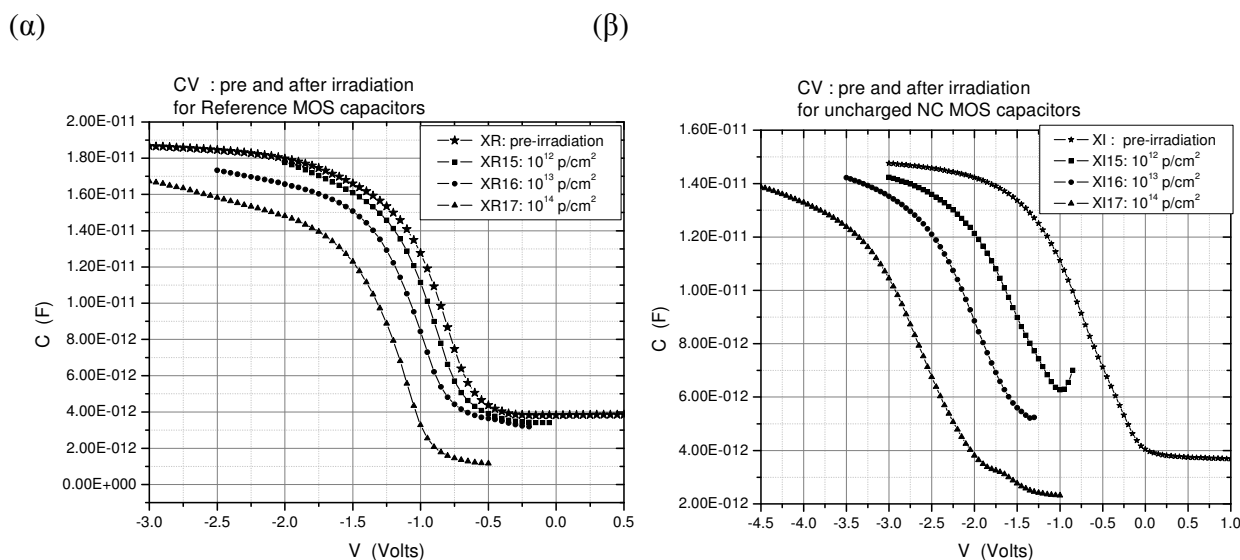 (α)
(β)
CV : pre and after irradiation
for Reference MOS capacitors
XR: pre-irradiation
XR15: 10¹² p/cm²
XR16: 10¹³ p/cm²
XR17: 10¹⁴ p/cm²
2.00E-011
1.80E-011
1.60E-011
1.40E-011
1.20E-011
1.00E-011
8.00E-012
6.00E-012
4.00E-012
2.00E-012
0.00E+000
C (F)
-3.0 -2.5 -2.0 -1.5 -1.0 -0.5 0.0 0.5
V (Volts)
CV : pre and after irradiation
for uncharged NC MOS capacitors
XI : pre-irradiation
XI15: 10¹² p/cm²
XI16: 10¹³ p/cm²
XI17: 10¹⁴ p/cm²
1.60E-011
1.40E-011
1.20E-011
1.00E-011
8.00E-012
6.00E-012
4.00E-012
2.00E-012
C (F)
-4.5 -4.0 -3.5 -3.0 -2.5 -2.0 -1.5 -1.0 -0.5 0.0 0.5 1.0
V (Volts)